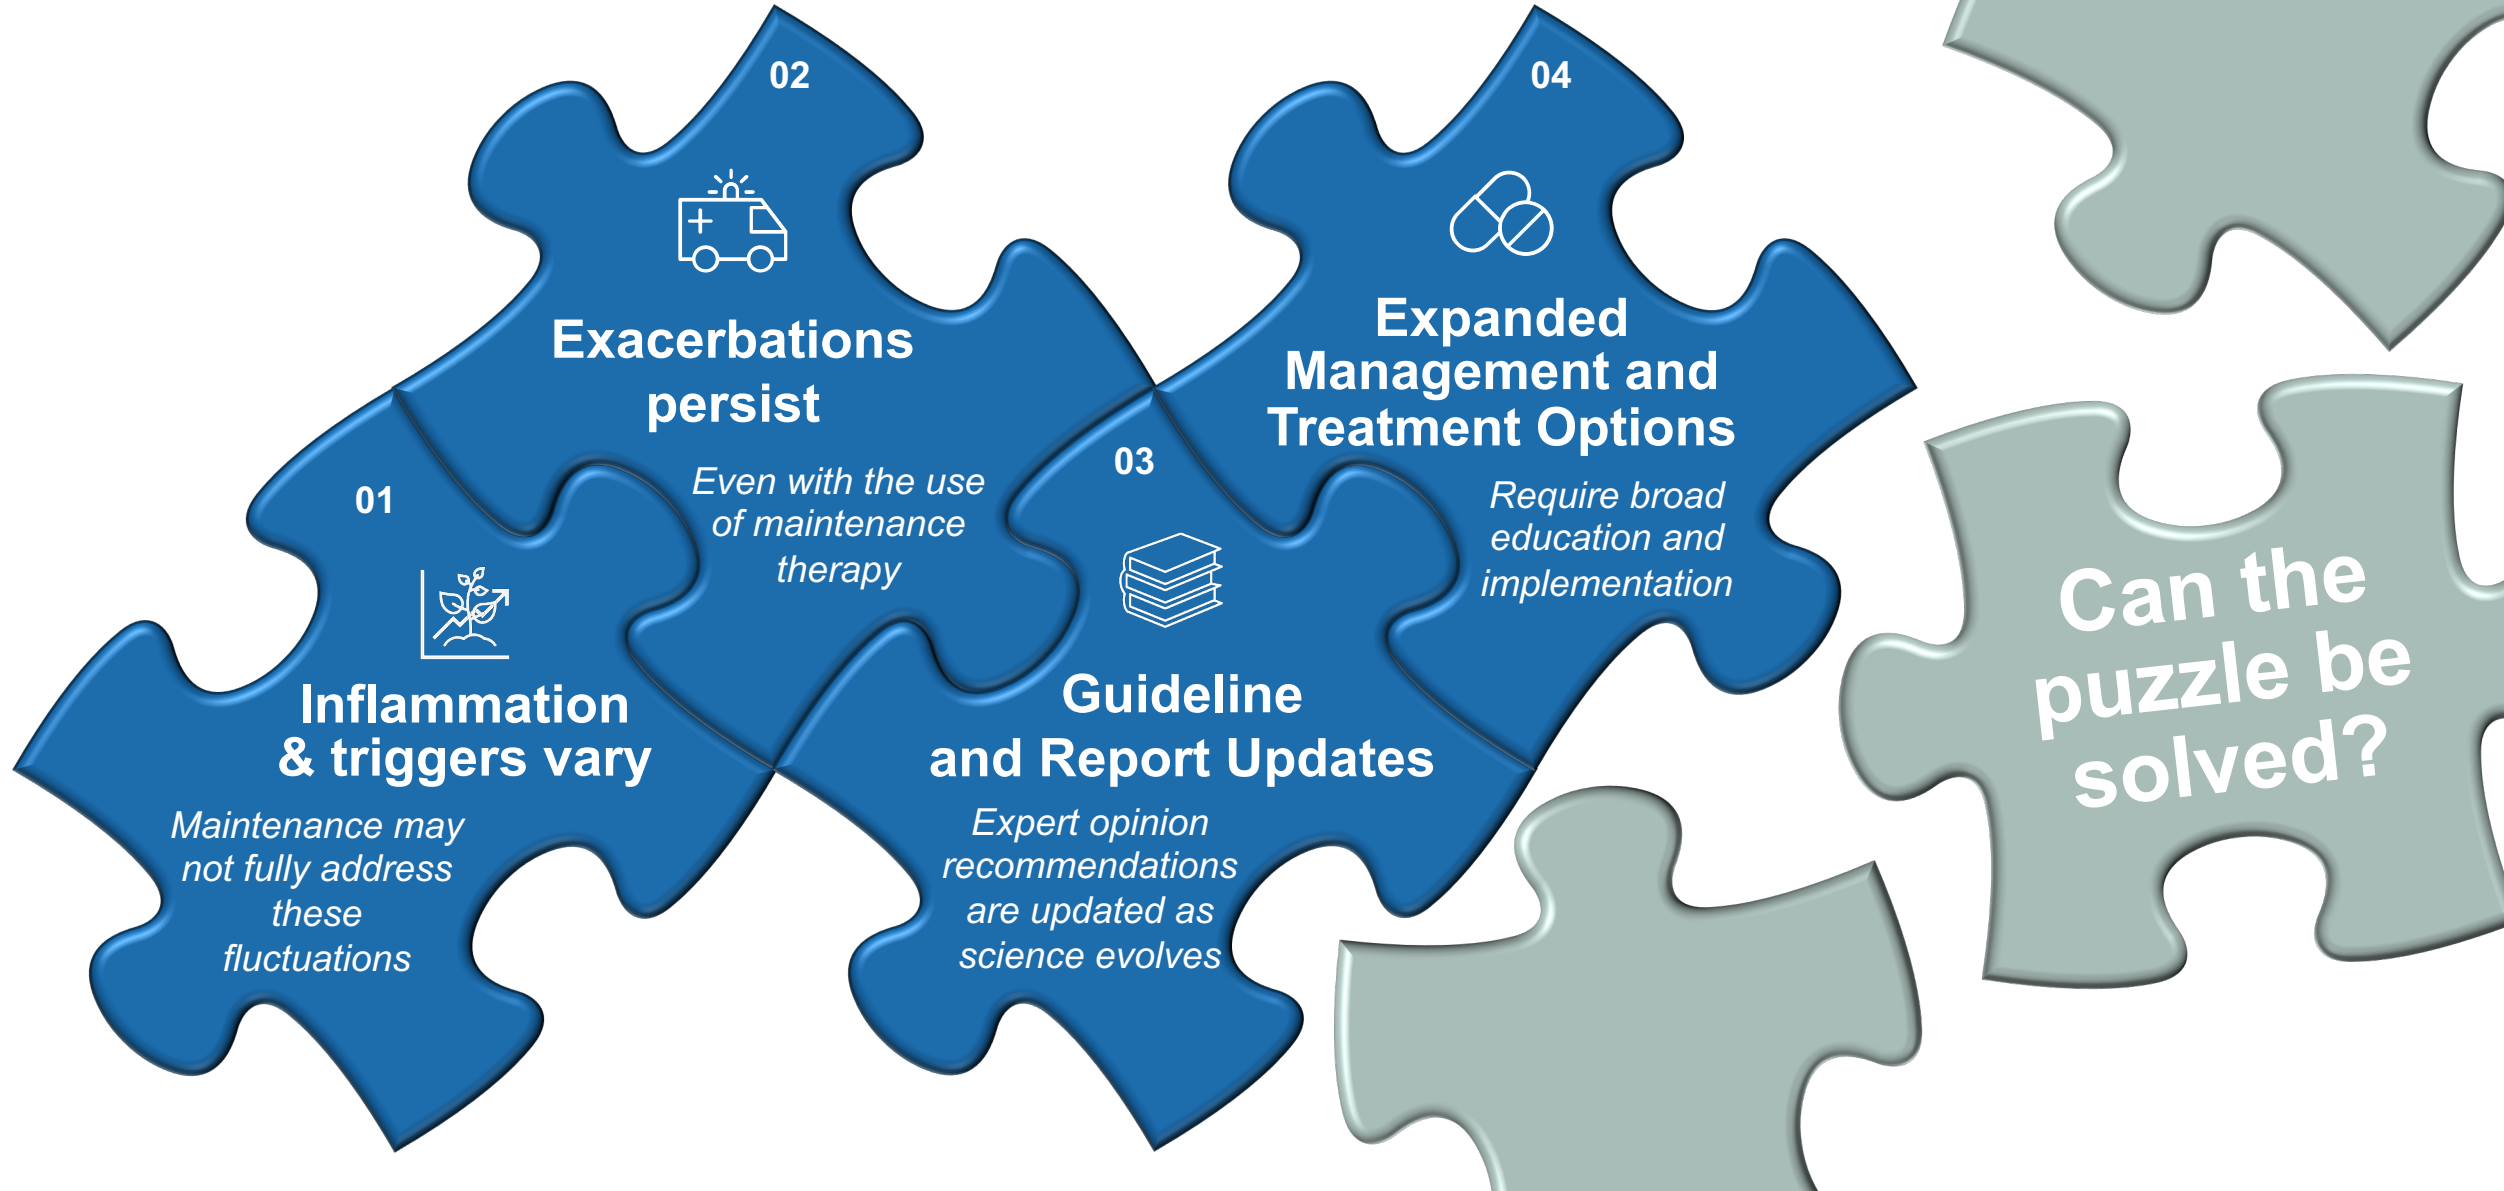 01
Inflammation
& triggers vary
Maintenance may
not fully address
these
fluctuations
02
Exacerbations
persist
Even with the use
of maintenance
therapy
03
Guideline
and Report Updates
Expert opinion
recommendations
are updated as
science evolves
04
Expanded
Management and
Treatment Options
Require broad
education and
implementation
Can the
puzzle be
solved?